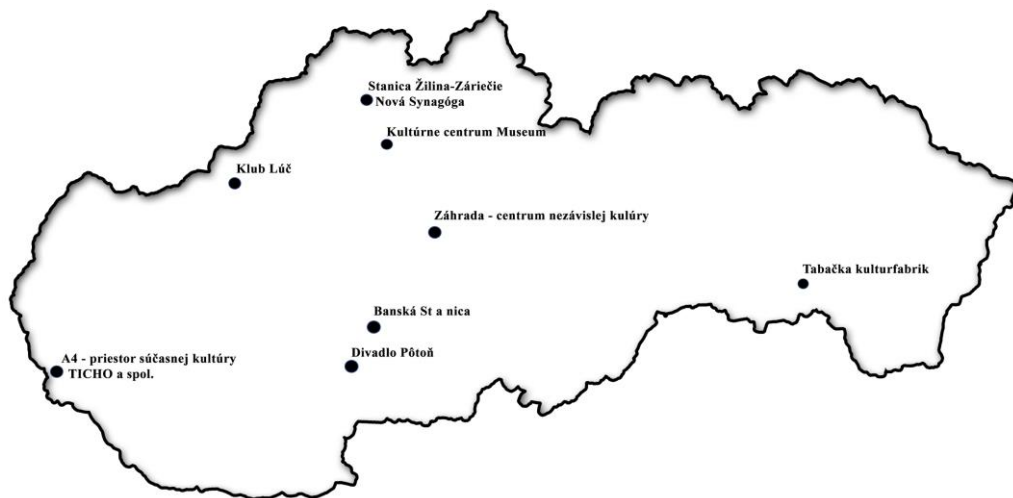 Stanica Žilina-Záriečie
Nová Synagóga
Kultúrne centrum Museum
Klub Lúč
Záhrada - centrum nezávislej kulúry
Tabačka kulturfabrik
Banská St a nica
Divadlo Pôtoň
A4 - priestor súčasnej kultúry
TICHO a spol.